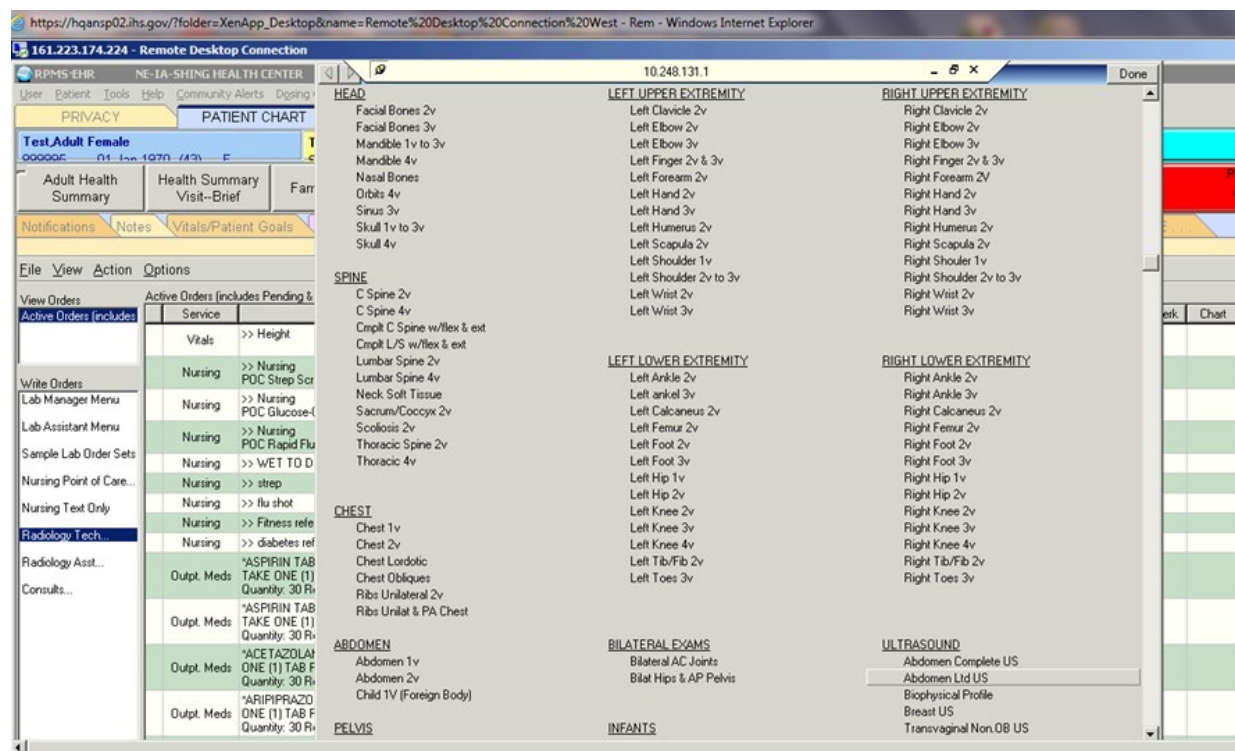 https://hqansp02.ihs.gov/?folder=XenApp_Desktop&name=Remote%20Desktop%20Connection%20West - Rem - Windows Internet Explorer
161.223.174.224 - Remote Desktop Connection
RPMS-EHR NE-IA-SHING HEALTH CENTER
10.248.131.1
Done
User Patient Tools Help Community Alerts Dosing
PRIVACY
PATIENT CHART
Test,Adult Female
999995 01-Jan-1970 (43) F
Adult Health Summary
Health Summary Visit--Brief
Fam
Notifications Notes Vitals/Patient Goals
File View Action Options
View Orders
Active Orders (includes
Write Orders
Lab Manager Menu
Lab Assistant Menu
Sample Lab Order Sets
Nursing Point of Care...
Nursing Text Only
Radiology Tech...
Radiology Asst...
Consults...
Active Orders (includes Pending &
Service
Vitals >> Height
Nursing >> Nursing
POC Strep Scr
Nursing >> Nursing
POC Glucose-
Nursing >> Nursing
POC Rapid Flu
Nursing >> WET TO D
Nursing >> strep
Nursing >> flu shot
Nursing >> Fitness refe
Nursing >> diabetes ref
Outpt. Meds *ASPIRIN TAB
TAKE ONE (1)
Quantity: 30 R
Outpt. Meds *ASPIRIN TAB
TAKE ONE (1)
Quantity: 30 R
Outpt. Meds *ACETAZOLAM
ONE (1) TAB F
Quantity: 30 R
Outpt. Meds *ARIPIPRAZO
ONE (1) TAB F
Quantity: 30 R
HEAD
Facial Bones 2v
Facial Bones 3v
Mandible 1v to 3v
Mandible 4v
Nasal Bones
Orbits 4v
Sinus 3v
Skull 1v to 3v
Skull 4v
SPINE
C Spine 2v
C Spine 4v
Cmplt C Spine w/flex & ext
Cmplt L/S w/flex & ext
Lumbar Spine 2v
Lumbar Spine 4v
Neck Soft Tissue
Sacrum/Coccyx 2v
Scoliosis 2v
Thoracic Spine 2v
Thoracic 4v
CHEST
Chest 1v
Chest 2v
Chest Lordotic
Chest Obliques
Ribs Unilateral 2v
Ribs Unilat & PA Chest
ABDOMEN
Abdomen 1v
Abdomen 2v
Child 1V (Foreign Body)
PELVIS
LEFT UPPER EXTREMITY
Left Clavicle 2v
Left Elbow 2v
Left Elbow 3v
Left Finger 2v & 3v
Left Forearm 2v
Left Hand 2v
Left Hand 3v
Left Humerus 2v
Left Scapula 2v
Left Shoulder 1v
Left Shoulder 2v to 3v
Left Wrist 2v
Left Wrist 3v
LEFT LOWER EXTREMITY
Left Ankle 2v
Left ankel 3v
Left Calcaneus 2v
Left Femur 2v
Left Foot 2v
Left Foot 3v
Left Hip 1v
Left Hip 2v
Left Knee 2v
Left Knee 3v
Left Knee 4v
Left Tib/Fib 2v
Left Toes 3v
BILATERAL EXAMS
Bilateral AC Joints
Bilat Hips & AP Pelvis
INFANTS
RIGHT UPPER EXTREMITY
Right Clavicle 2v
Right Elbow 2v
Right Elbow 3v
Right Finger 2v & 3v
Right Forearm 2V
Right Hand 2v
Right Hand 3v
Right Humerus 2v
Right Scapula 2v
Right Shouler 1v
Right Shoulder 2v to 3v
Right Wrist 2v
Right Wrist 3v
RIGHT LOWER EXTREMITY
Right Ankle 2v
Right Ankle 3v
Right Calcaneus 2v
Right Femur 2v
Right Foot 2v
Right Foot 3v
Right Hip 1v
Right Hip 2v
Right Knee 2v
Right Knee 3v
Right Knee 4v
Right Tib/Fib 2v
Right Toes 3v
ULTRASOUND
Abdomen Complete US
Abdomen Ltd US
Biophysical Profile
Breast US
Transvaginal Non.OB US
erk Chart